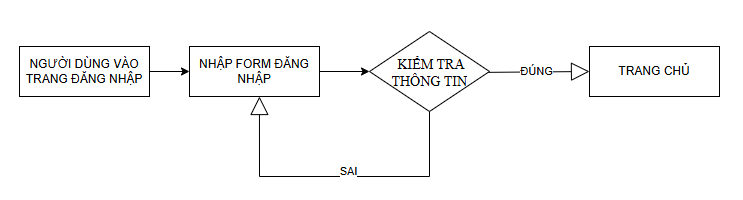 NGƯỜI DÙNG VÀO
TRANG ĐĂNG NHẬP
NHẬP FORM ĐĂNG
NHẬP
KIỂM TRA
THÔNG TIN
ĐÚNG
TRANG CHỦ
SAI